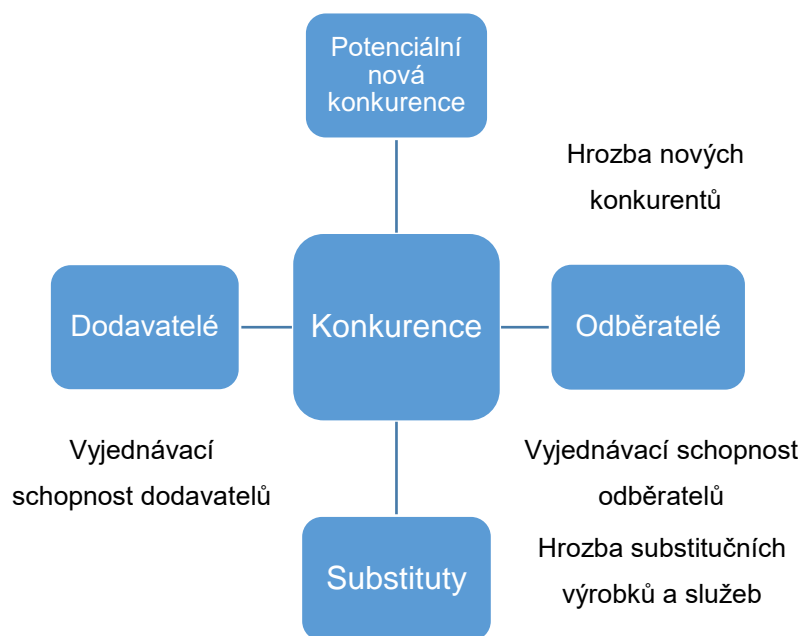 Potenciální
nová
konkurence
Hrozba nových
konkurentů
Dodavatelé
Konkurence
Odběratelé
Vyjednávací
schopnost dodavatelů
Vyjednávací schopnost
odběratelů
Substituty
Hrozba substitučních
výrobků a služeb